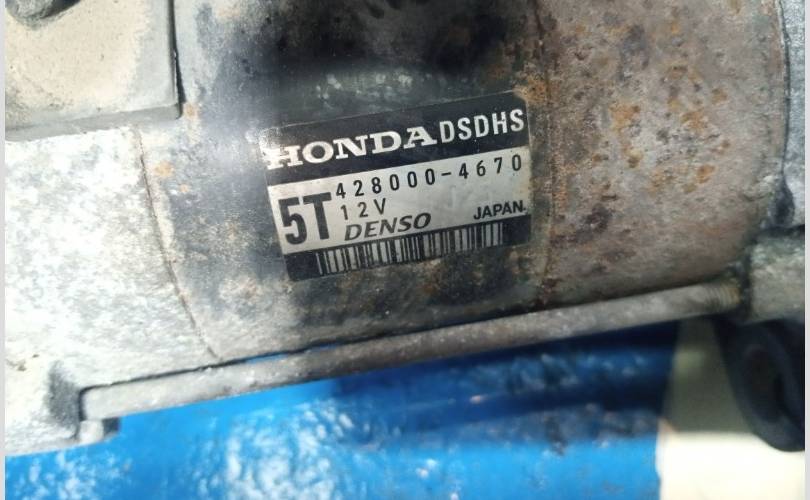 HONDA DSDHS
5T 428000-4670
12V
DENSO JAPAN